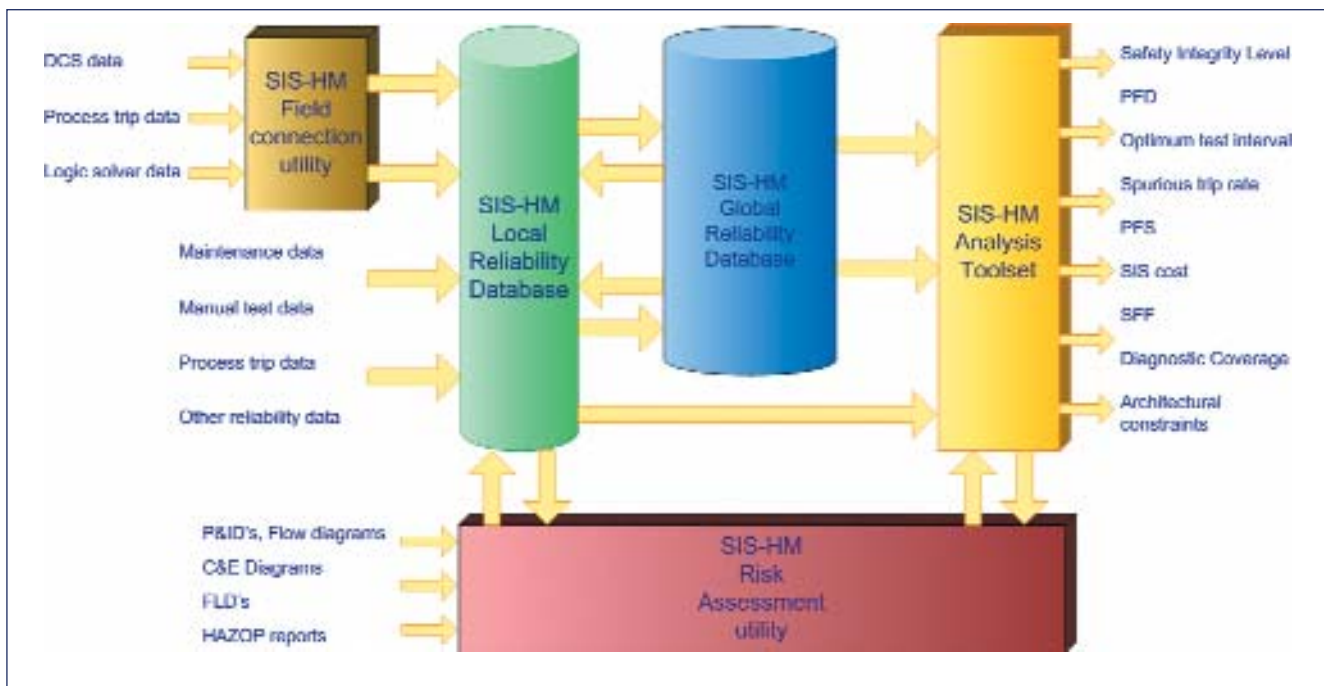 DCS data
Process trip data
Logic solver data
SIS-HM
Field
connection
utility
Maintenance data
Manual test data
Process trip data
Other reliability data
SIS-HM
Local
Reliability
Database
SIS-HM
Global
Reliability
Database
SIS-HM
Analysis
Toolset
Safety Integrity Level
PFD
Optimum test interval
Spurious trip rate
PFS
SIS cost
SFF
Diagnostic Coverage
Architectural
constraints
P&ID's, Flow diagrams
C&E Diagrams
FLD's
HAZOP reports
SIS-HM
Risk
Assessment
utility